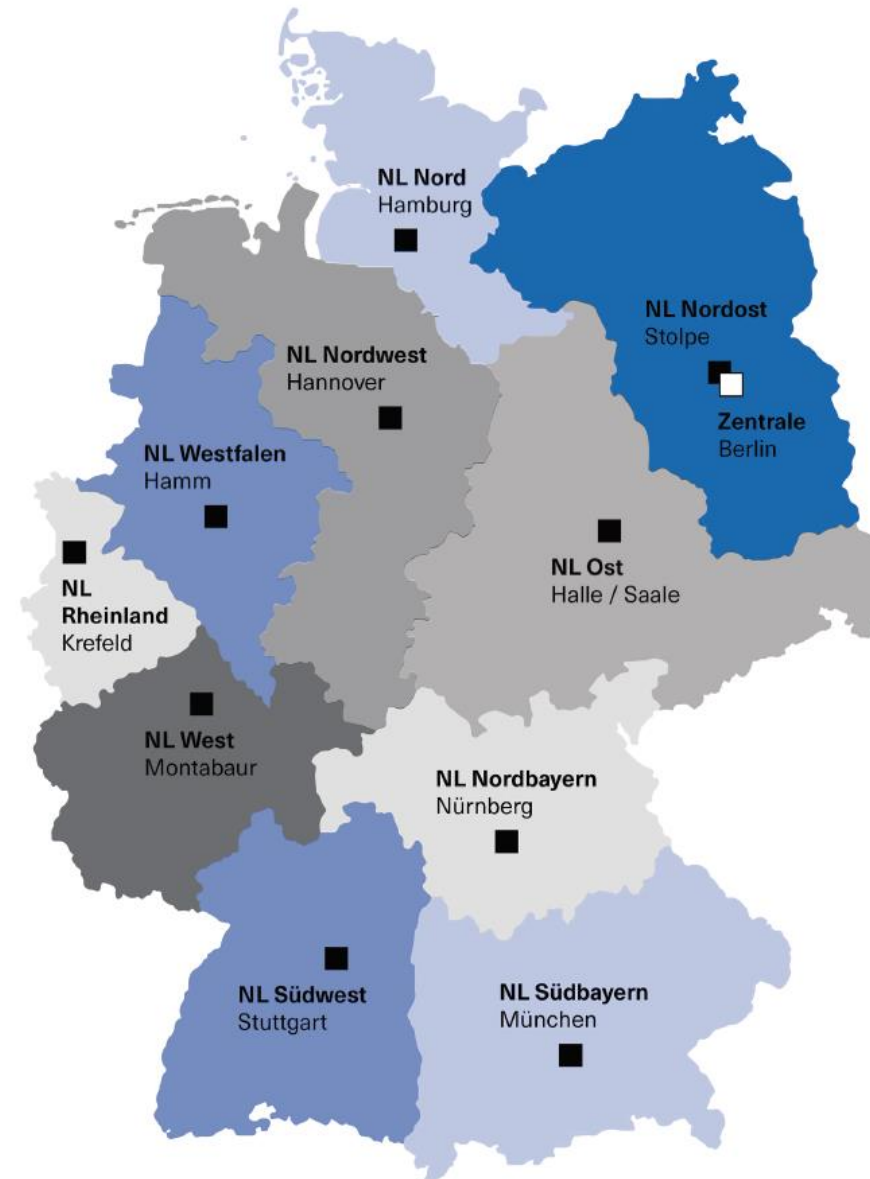 NL Nord
Hamburg
NL Nordost
Stolpe
Zentrale
Berlin
NL Nordwest
Hannover
NL Westfalen
Hamm
NL Ost
Halle / Saale
NL
Rheinland
Krefeld
NL West
Montabaur
NL Nordbayern
Nürnberg
NL Südwest
Stuttgart
NL Südbayern
München